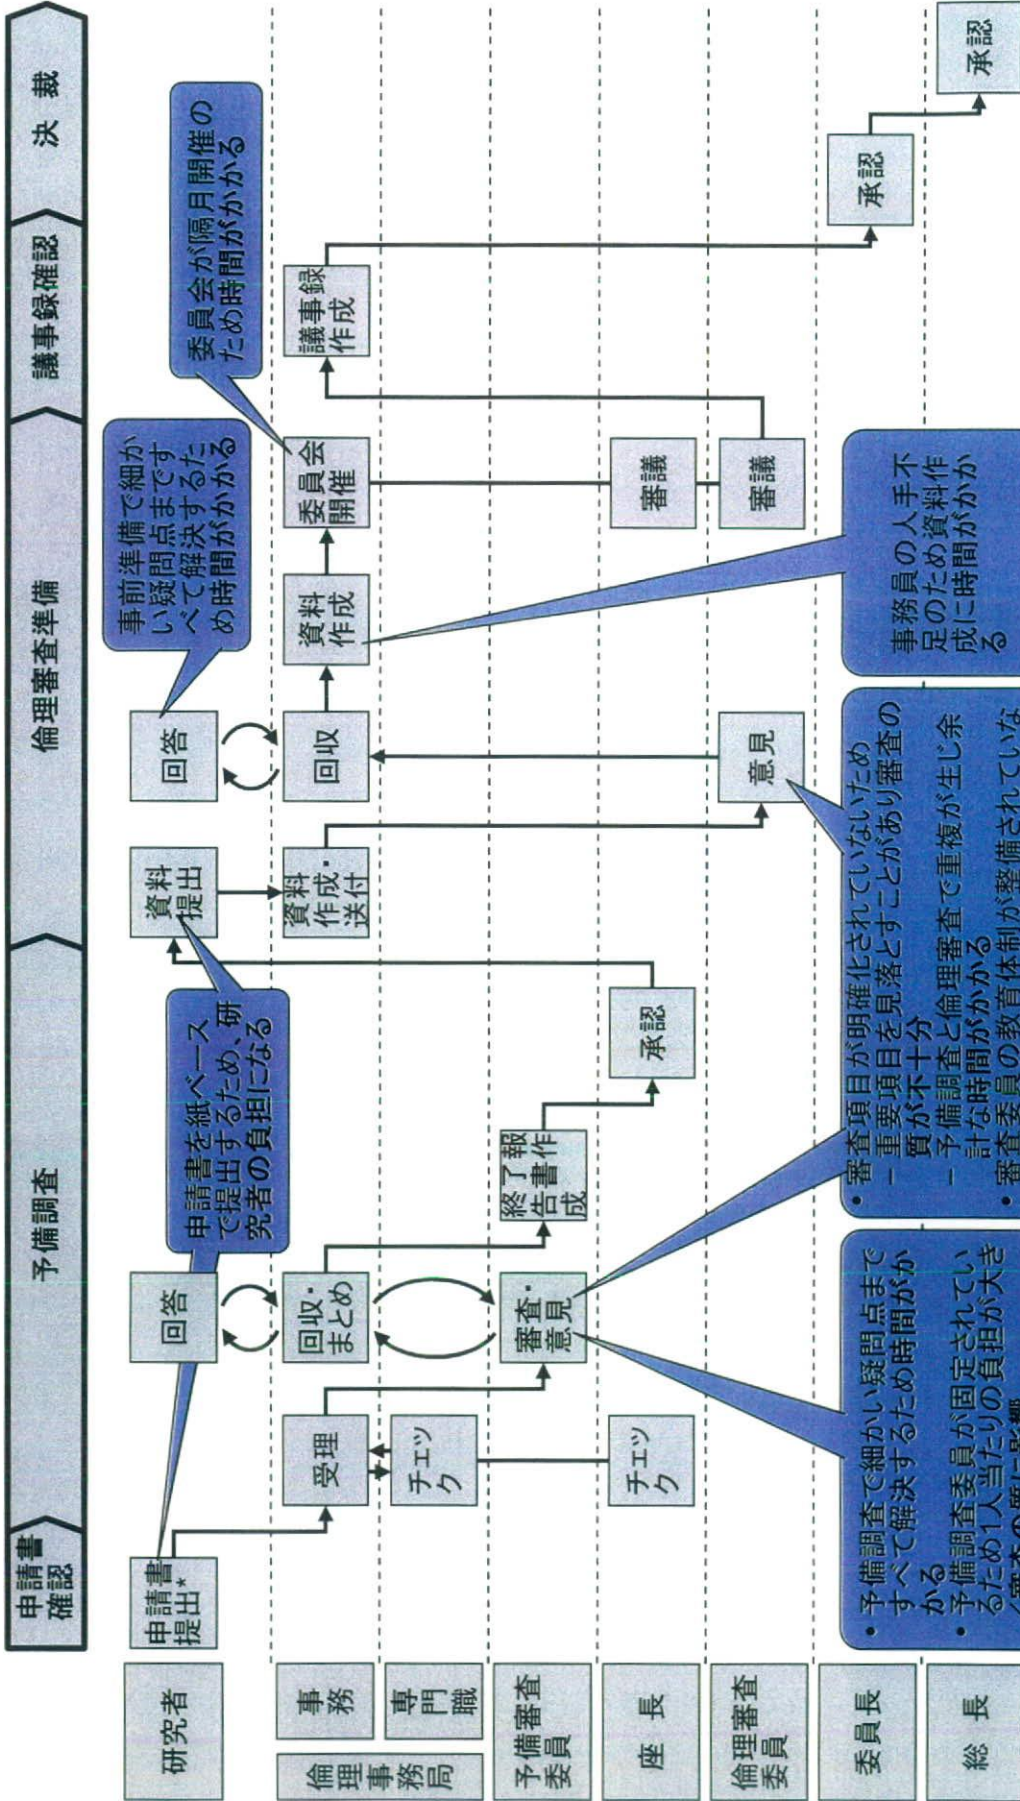 申請書
確認
予備調査
倫理審査準備
議事録確認
決　裁
研究者
倫理事務局
事務
専門職
予備審査
委員
座　長
倫理審査
委員
委員長
総　長
申請書
提出*
回答
資料
提出
回答
受理
回収・
まとめ
資料
作成・
送付
回収
資料
作成
委員会
開催
議事録
作成
チェッ
ク
審査・
意見
終了報
告書作
成
チェッ
ク
承認
審議
意見
審議
承認
承認
申請書を紙ベース
で提出するため、研
究者の負担になる
事前準備で細か
い疑問点まです
べて解決するた
め時間がかかる
委員会が隔月開催の
ため時間がかかる
• 予備調査で細かい疑問点まで
すべて解決するため時間がか
かる
• 予備調査委員が固定されてい
るため1人当たりの負担が大き
• 審査項目が明確化されていないため
– 重要項目を見落とすことがあり審査の
質が不十分
– 予備調査と倫理審査で重複が生じ余
計な時間がかかる
• 審査委員の教育体制が整備されていな
事務員の人手不
足のため資料作
成に時間がかか
る